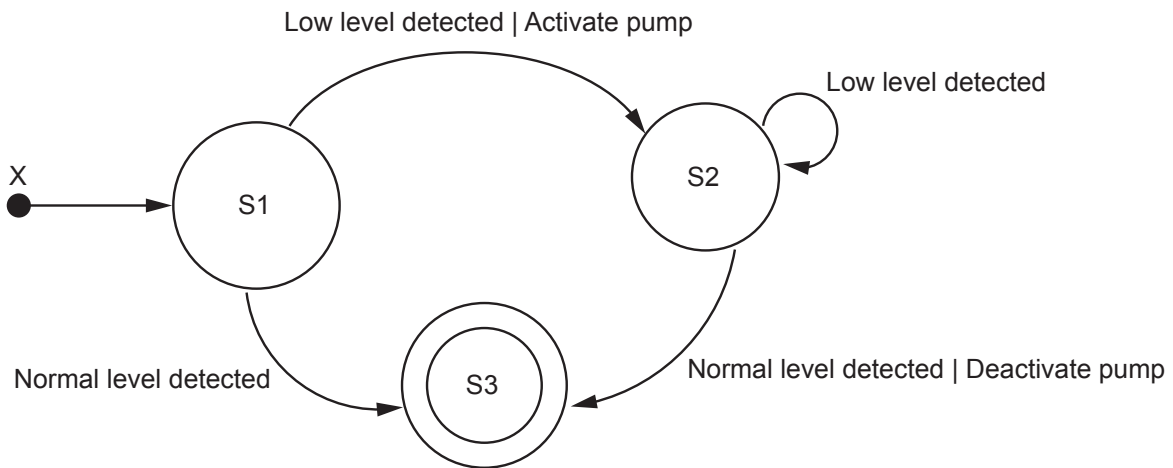 Low level detected | Activate pump
Low level detected
X
S1
S2
Normal level detected
S3
Normal level detected | Deactivate pump